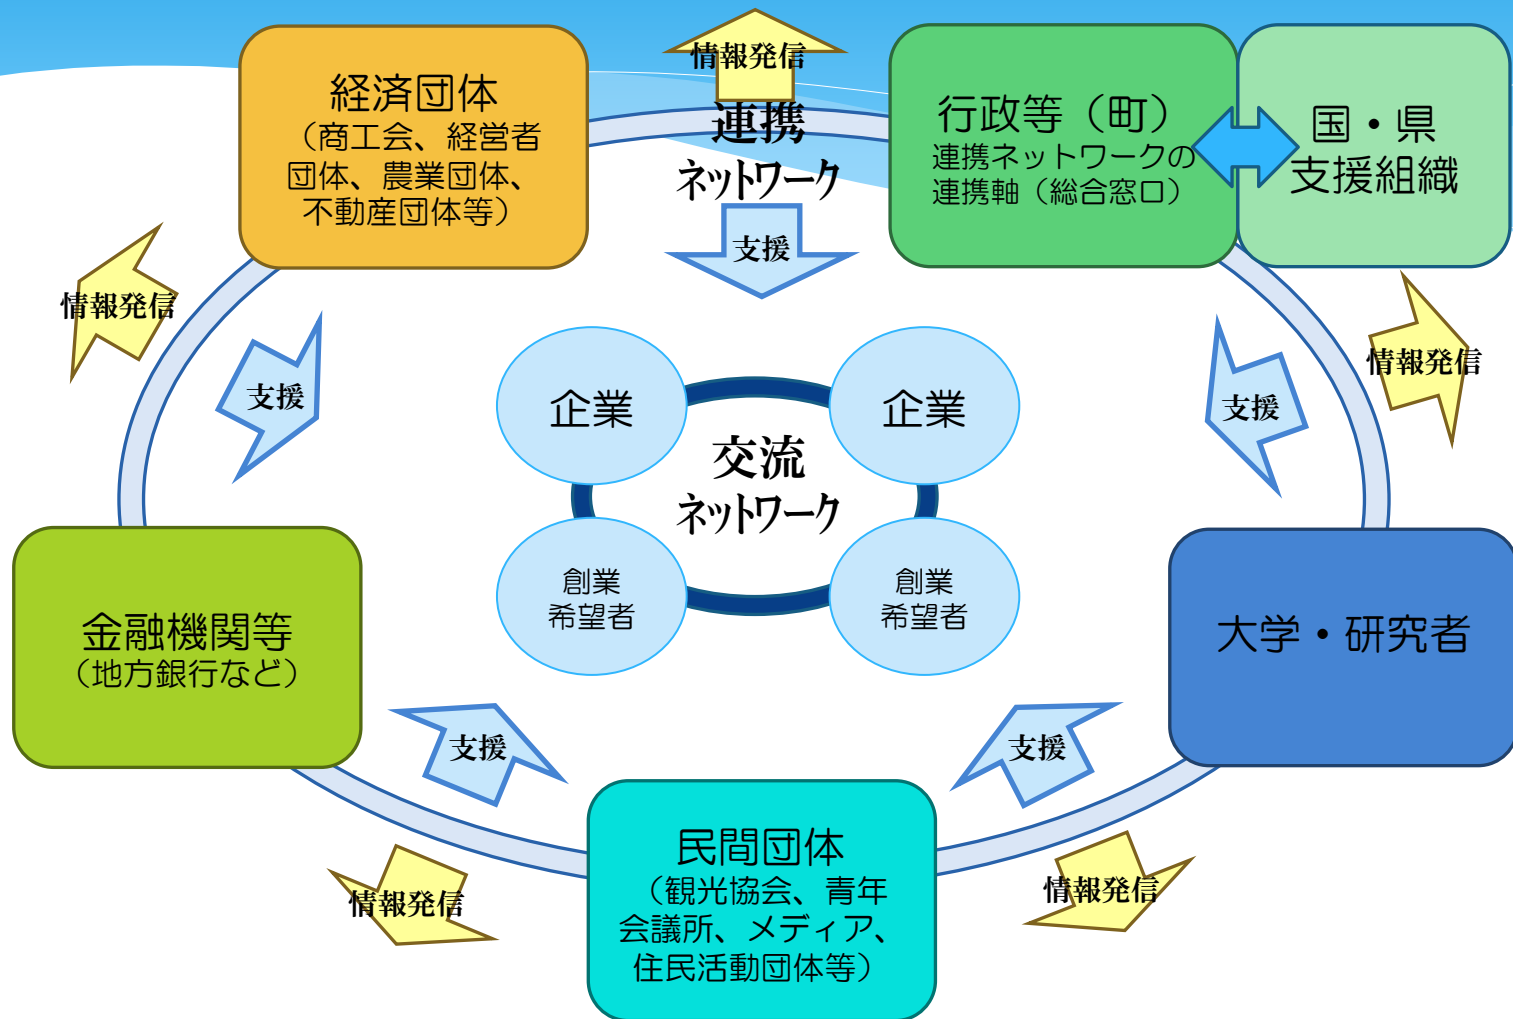 情報発信
経済団体
（商工会、経営者
団体、農業団体、
不動産団体等）
連携
ネットワーク
行政等（町）
連携ネットワークの
連携軸（総合窓口）
国・県
支援組織
支援
情報発信
支援
情報発信
支援
企業
企業
交流
ネットワーク
創業
希望者
創業
希望者
金融機関等
（地方銀行など）
大学・研究者
支援
支援
民間団体
（観光協会、青年
会議所、メディア、
住民活動団体等）
情報発信
情報発信